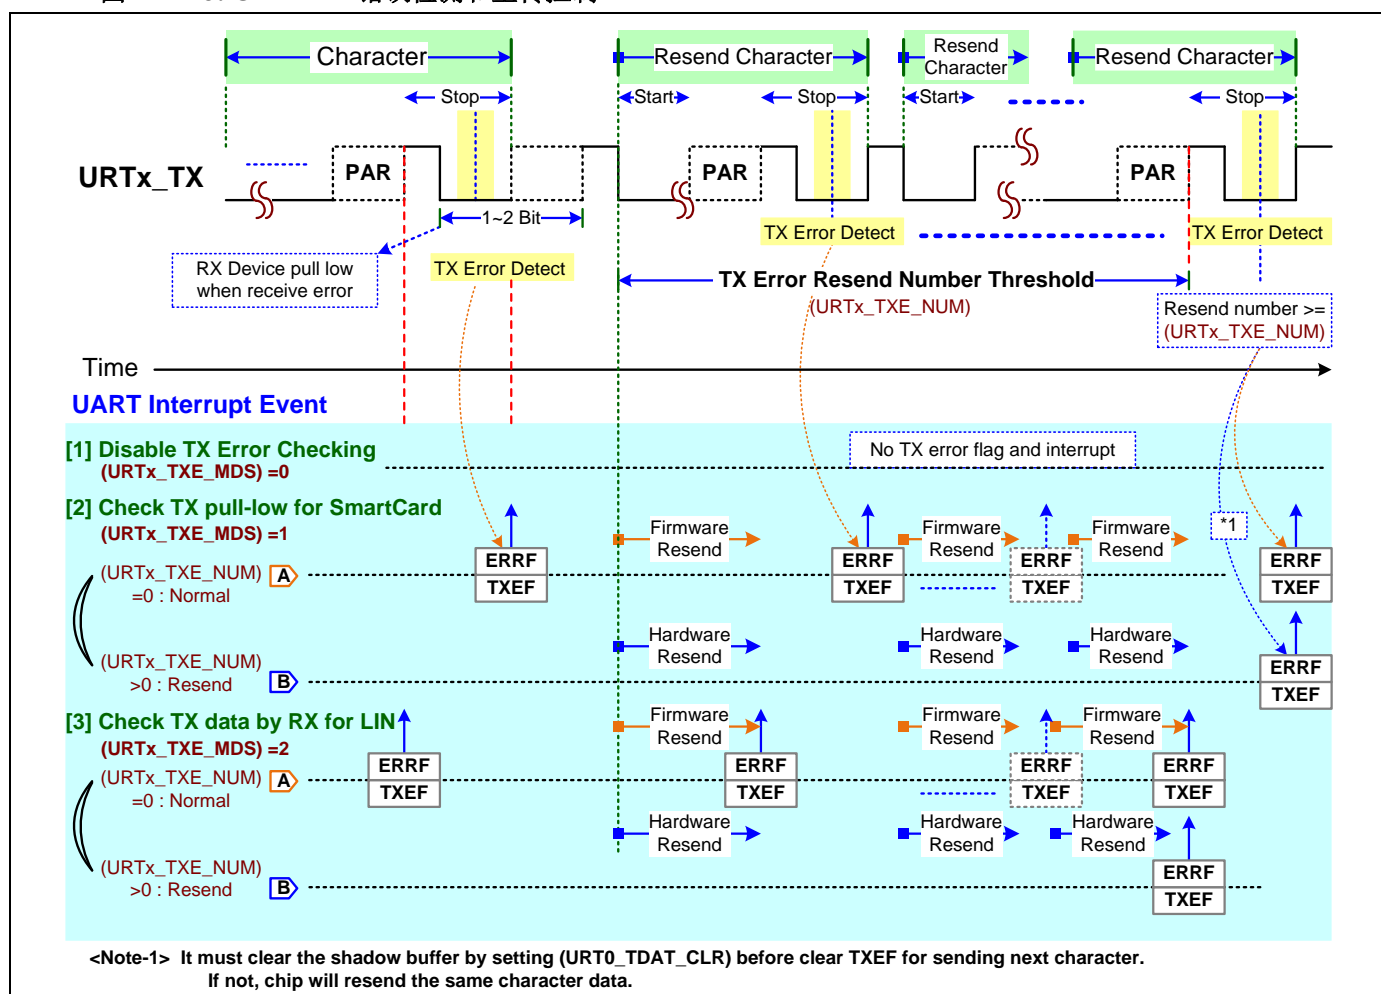 Character
Resend Character
Resend
Character
Resend Character
Stop
Start
Stop
Start
Stop
URTx_TX
PAR
PAR
PAR
1~2 Bit
TX Error Detect
TX Error Detect
TX Error Detect
RX Device pull low
when receive error
TX Error Resend Number Threshold
(URTx_TXE_NUM)
Resend number >=
(URTx_TXE_NUM)
Time
UART Interrupt Event
[1] Disable TX Error Checking
(URTx_TXE_MDS) =0
No TX error flag and interrupt
[2] Check TX pull-low for SmartCard
(URTx_TXE_MDS) =1
Firmware
Resend
Firmware
Resend
Firmware
Resend
*1
(URTx_TXE_NUM)
=0 : Normal
A
ERRF
TXEF
ERRF
TXEF
ERRF
TXEF
ERRF
TXEF
Hardware
Resend
Hardware
Resend
Hardware
Resend
(URTx_TXE_NUM)
>0 : Resend
B
ERRF
TXEF
[3] Check TX data by RX for LIN
(URTx_TXE_MDS) =2
Firmware
Resend
Firmware
Resend
Firmware
Resend
(URTx_TXE_NUM)
=0 : Normal
A
ERRF
TXEF
ERRF
TXEF
ERRF
TXEF
ERRF
TXEF
Hardware
Resend
Hardware
Resend
Hardware
Resend
(URTx_TXE_NUM)
>0 : Resend
B
ERRF
TXEF
<Note-1> It must clear the shadow buffer by setting (URT0_TDAT_CLR) before clear TXEF for sending next character.
If not, chip will resend the same character data.